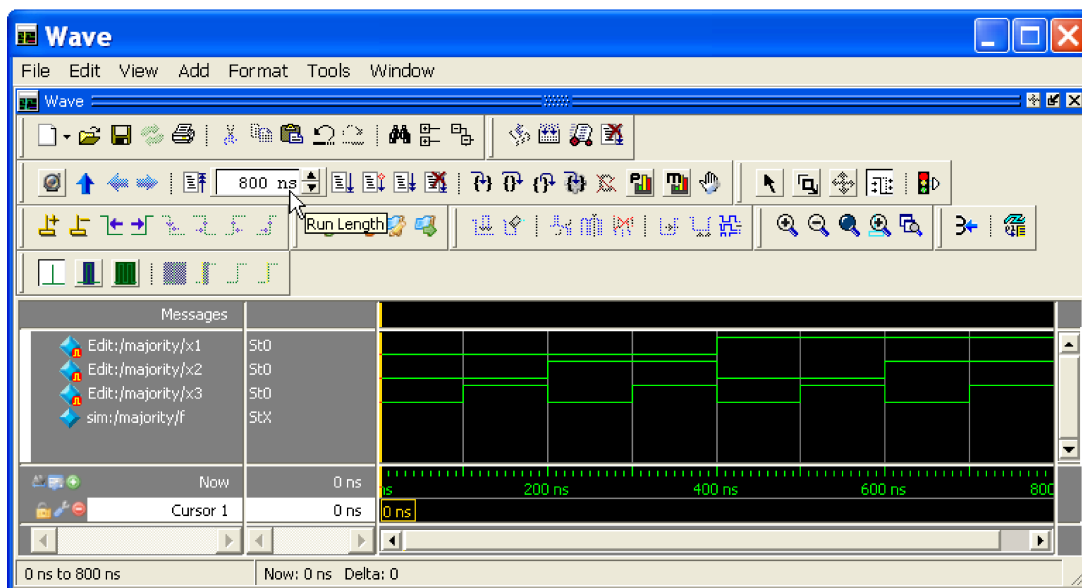 Wave
File Edit View Add Format Tools Window
Wave
800 ns
Run Length
Messages
Edit:/majority/x1 St0
Edit:/majority/x2 St0
Edit:/majority/x3 St0
sim:/majority/f StX
Now 0 ns
ns 200 ns 400 ns 600 ns 800
Cursor 1 0 ns 0 ns
0 ns to 800 ns Now: 0 ns Delta: 0